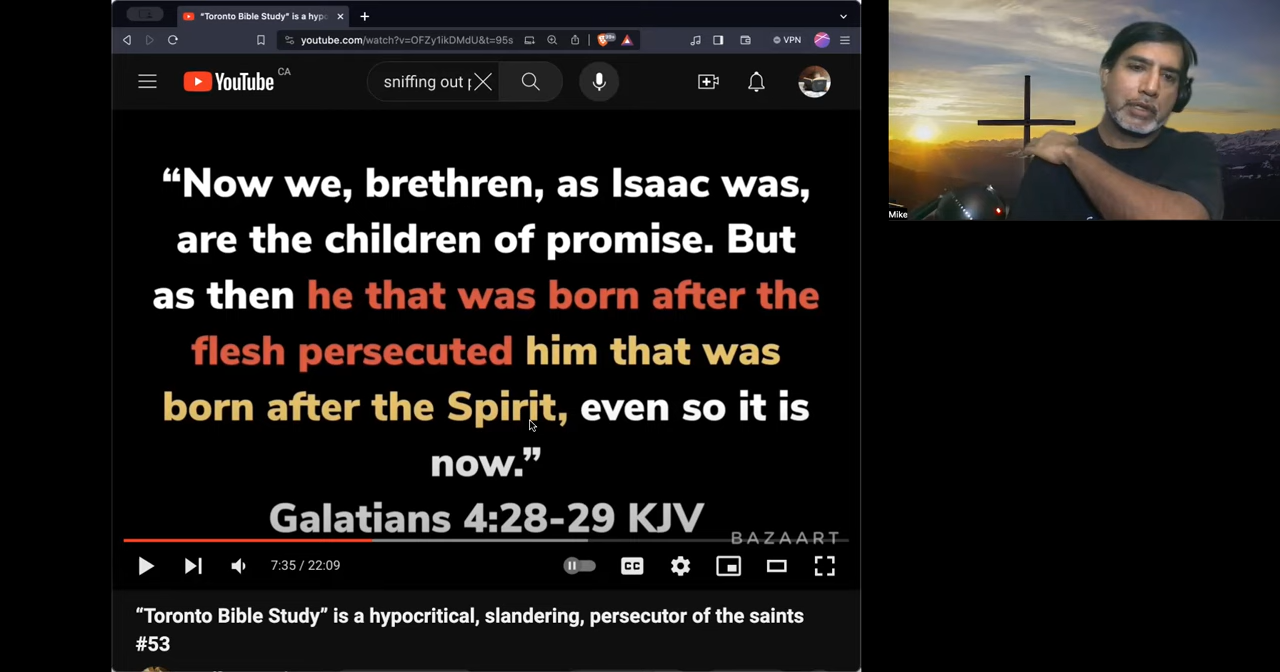 “Toronto Bible Study” is a hypo
youtube.com/watch?v=OFZy1ikDMdU&t=95s
VPN
YouTube CA
sniffing out
“Now we, brethren, as Isaac was,
are the children of promise. But
as then he that was born after the
flesh persecuted him that was
born after the Spirit, even so it is
now.”
Galatians 4:28-29 KJV
BAZAART
7:35 / 22:09
CC
“Toronto Bible Study” is a hypocritical, slandering, persecutor of the saints
#53
Mike